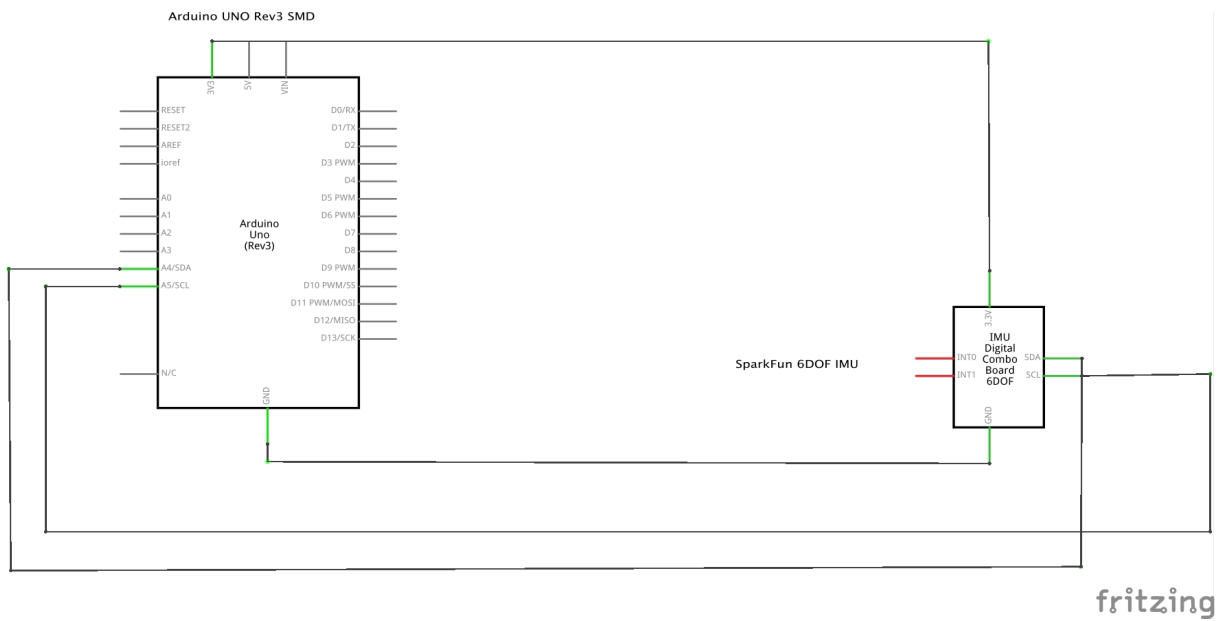 Arduino UNO Rev3 SMD
3V3
5V
VIN
RESET
RESET2
AREF
ioref
A0
A1
A2
A3
A4/SDA
A5/SCL
N/C
D0/RX
D1/TX
D2
D3 PWM
D4
D5 PWM
D6 PWM
D7
D8
D9 PWM
D10 PWM/SS
D11 PWM/MOSI
D12/MISO
D13/SCK
Arduino
Uno
(Rev3)
GND
SparkFun 6DOF IMU
3.3V
IMU
Digital
Combo
Board
6DOF
INT0
INT1
SDA
SCL
GND
fritzing